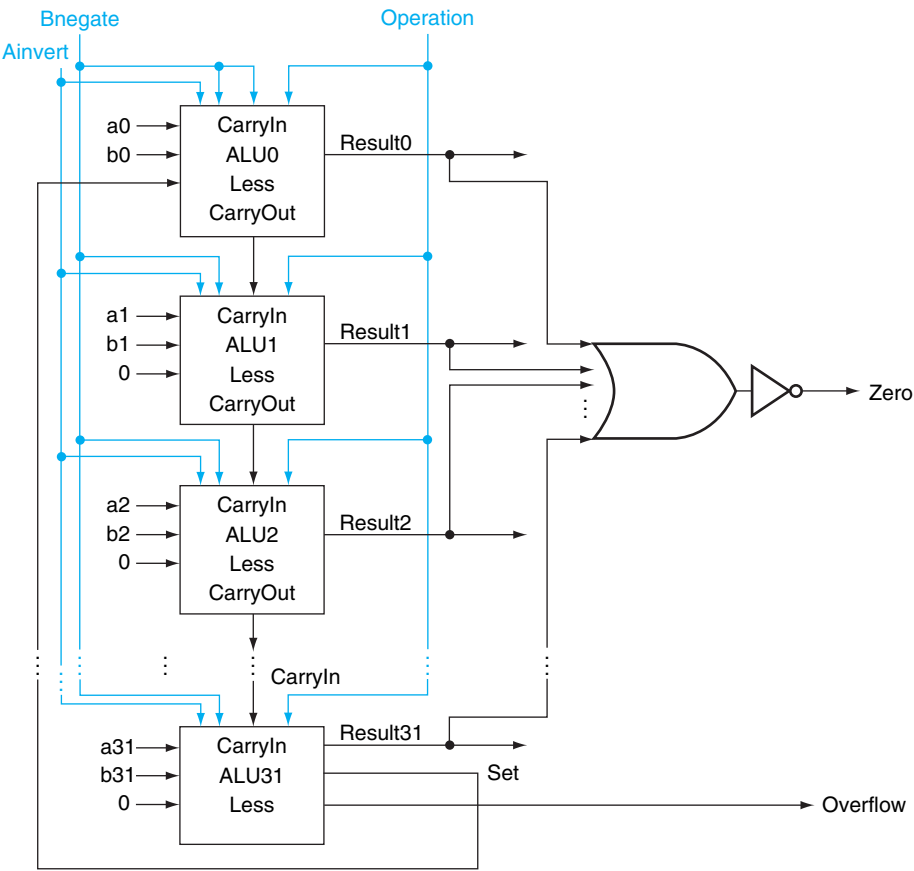 Bnegate
Operation
Ainvert
a0
b0
CarryIn
ALU0
Less
CarryOut
Result0
a1
b1
0
CarryIn
ALU1
Less
CarryOut
Result1
Zero
a2
b2
0
CarryIn
ALU2
Less
CarryOut
Result2
CarryIn
a31
b31
0
CarryIn
ALU31
Less
Result31
Set
Overflow